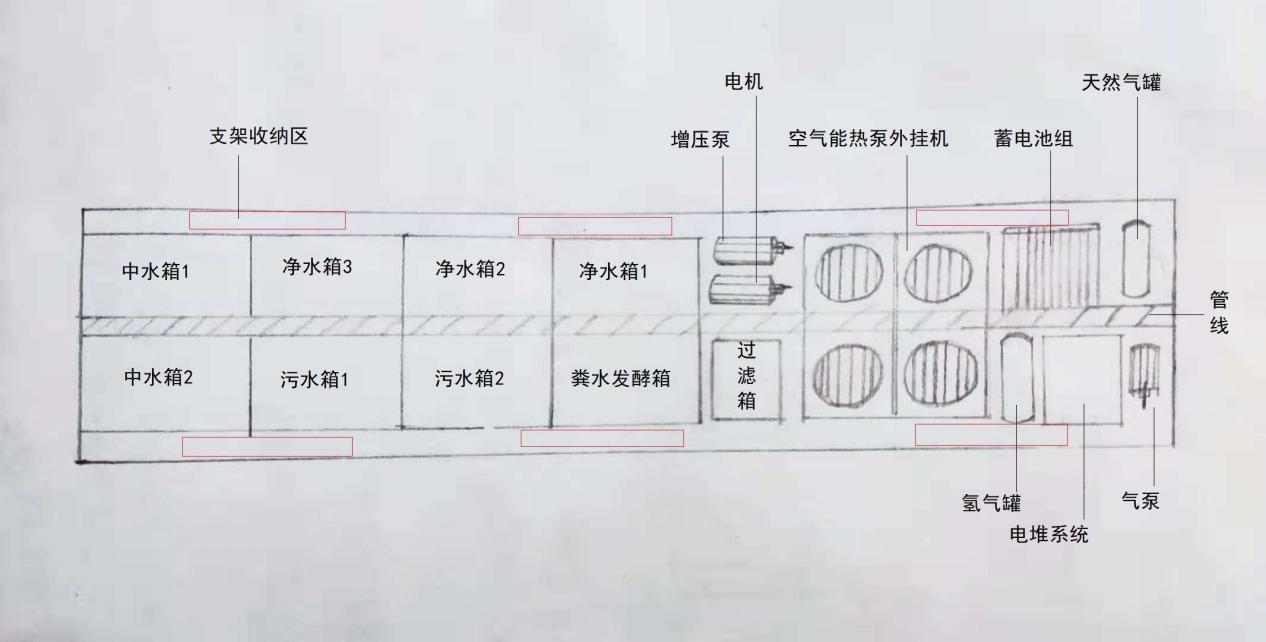 电机
天然气罐
支架收纳区
增压泵
空气能热泵外挂机
蓄电池组
中水箱1
净水箱3
净水箱2
净水箱1
管线
中水箱2
污水箱1
污水箱2
粪水发酵箱
过滤箱
氢气罐
气泵
电堆系统